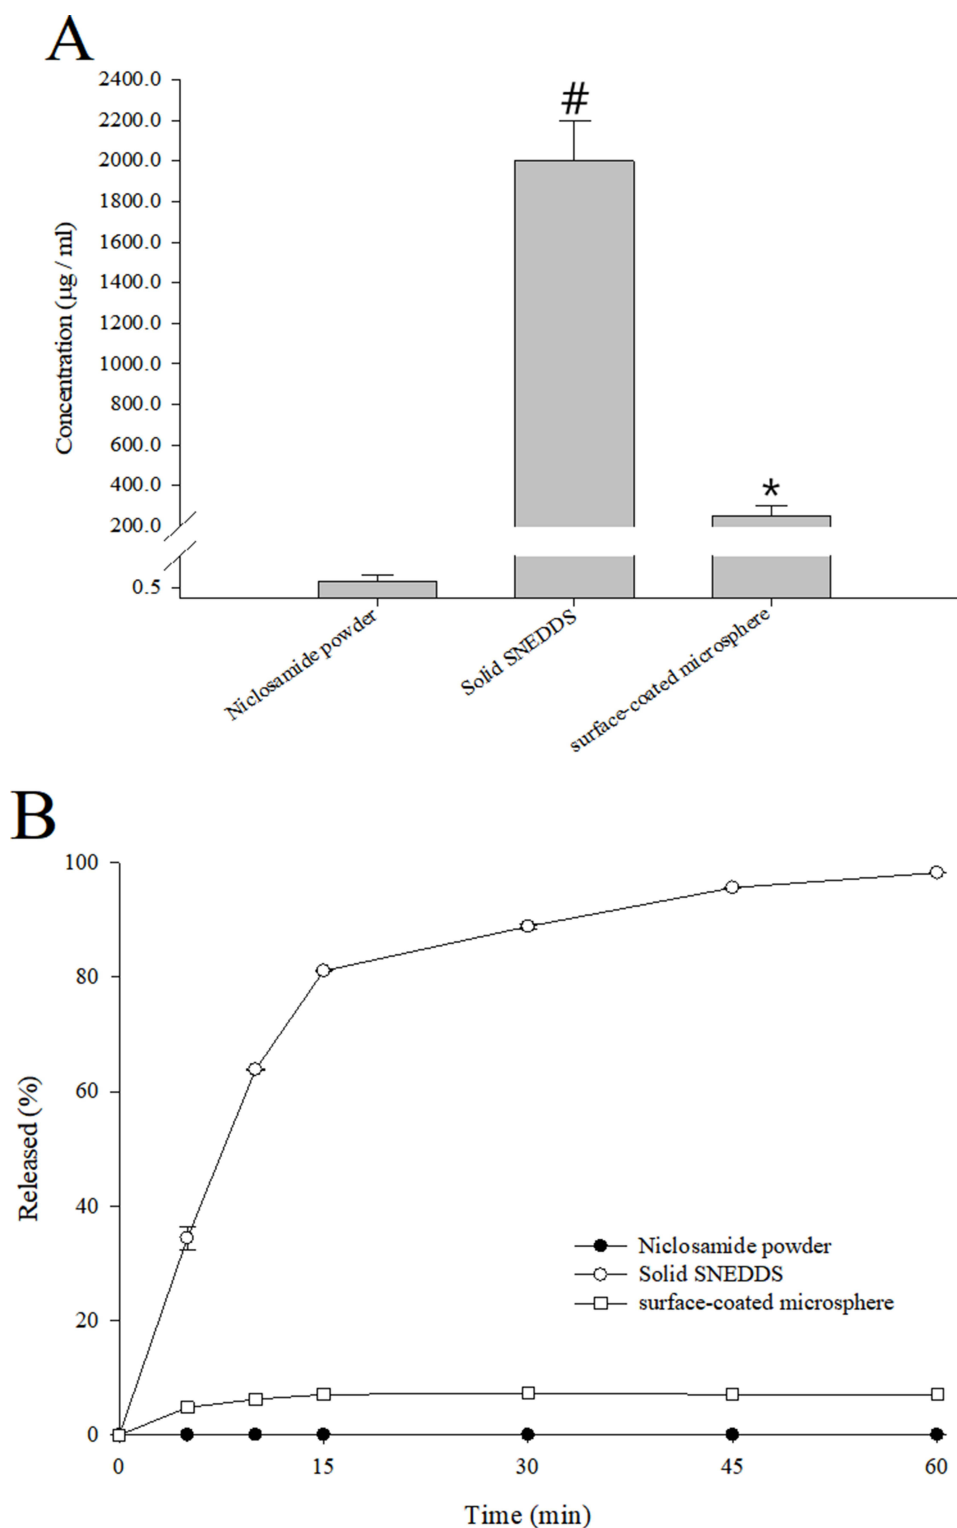 A
#
*
2400.0
2200.0
2000.0
1800.0
1600.0
1400.0
1200.0
1000.0
800.0
600.0
400.0
200.0
0.5
Concentration (μg / ml)
Niclosamide powder
Solid SNEDDS
surface-coated microsphere
B
100
80
60
40
20
0
Released (%)
Niclosamide powder
Solid SNEDDS
surface-coated microsphere
0 15 30 45 60
Time (min)